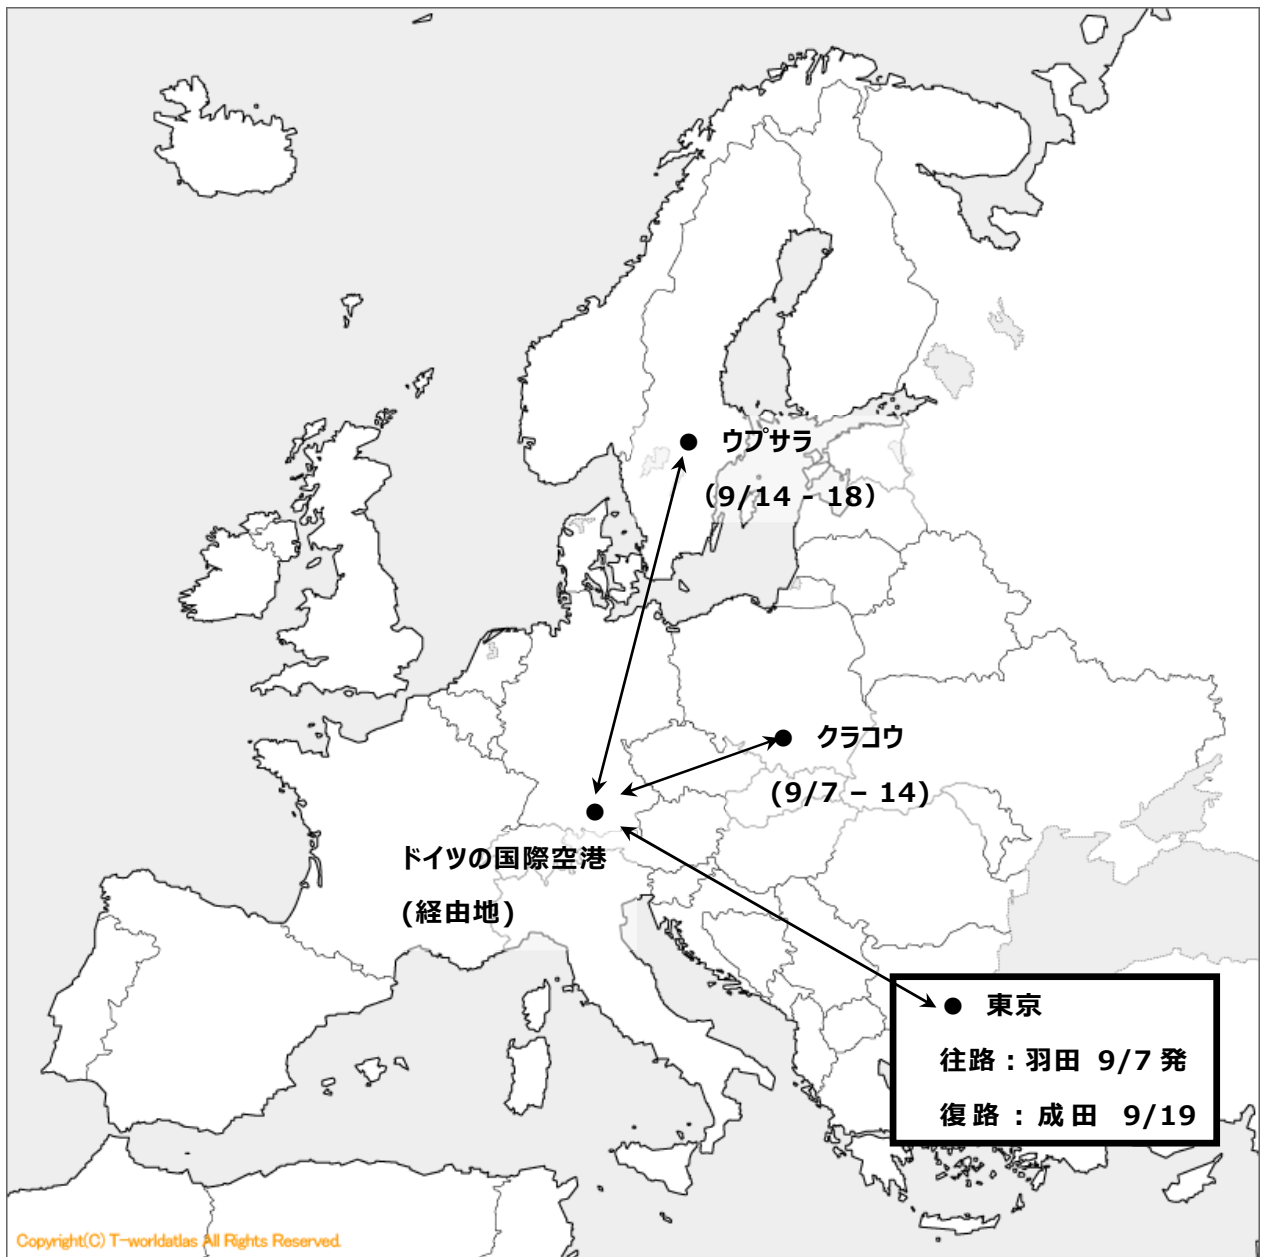 ウプサラ
（9/14 - 18）
クラコウ
(9/7 – 14)
ドイツの国際空港
(経由地)
東京
往路：羽田 9/7 発
復路：成田 9/19
Copyright(C) T-worldatlas All Rights Reserved.